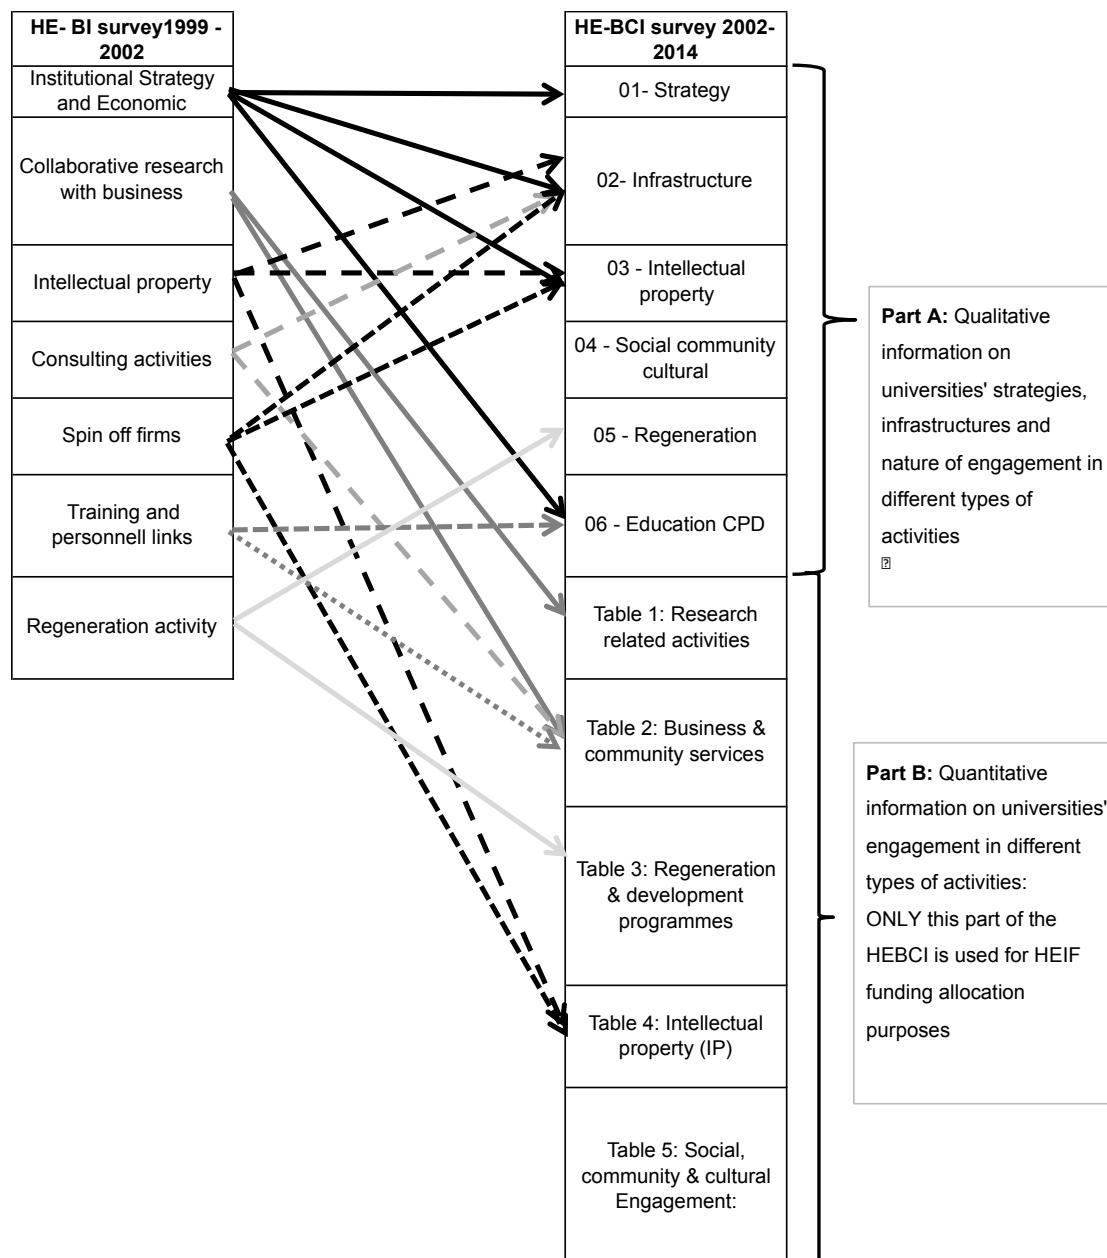 HE- BI survey1999 -
2002
Institutional Strategy
and Economic
Collaborative research
with business
Intellectual property
Consulting activities
Spin off firms
Training and
personnell links
Regeneration activity
HE-BCI survey 2002-
2014
01- Strategy
02- Infrastructure
03 - Intellectual
property
04 - Social community
cultural
05 - Regeneration
06 - Education CPD
Table 1: Research
related activities
Table 2: Business &
community services
Table 3: Regeneration
& development
programmes
Table 4: Intellectual
property (IP)
Table 5: Social,
community & cultural
Engagement:
Part A: Qualitative
information on
universities' strategies,
infrastructures and
nature of engagement in
different types of
activities
Part B: Quantitative
information on universities'
engagement in different
types of activities:
ONLY this part of the
HEBCI is used for HEIF
funding allocation
purposes